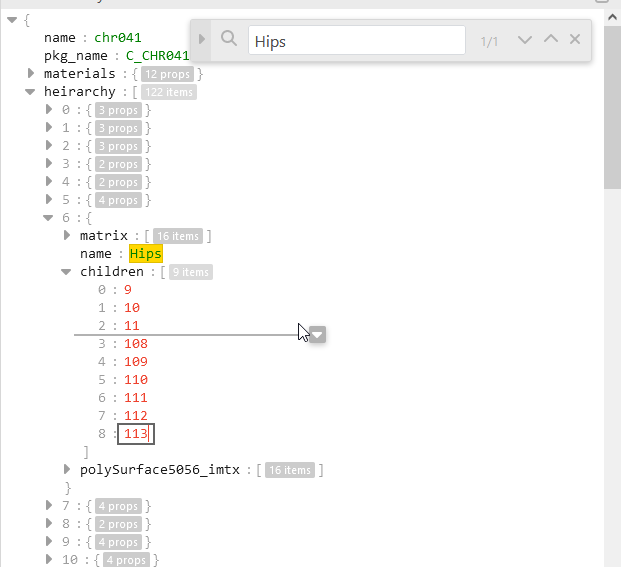 {
name : chr041
pkg_name : C_CHR041
Hips
1/1
materials : { 12 props }
heirarchy : [ 122 items
0 : { 3 props }
1 : { 3 props }
2 : { 3 props }
3 : { 2 props }
4 : { 2 props }
5 : { 4 props }
6 : {
matrix : [ 16 items ]
name : Hips
children : [ 9 items
0 : 9
1 : 10
2 : 11
3 : 108
4 : 109
5 : 110
6 : 111
7 : 112
8 : 113
]
polySurface5056_imtx : [ 16 items ]
}
7 : { 4 props }
8 : { 2 props }
9 : { 4 props }
10 : { 4 props }